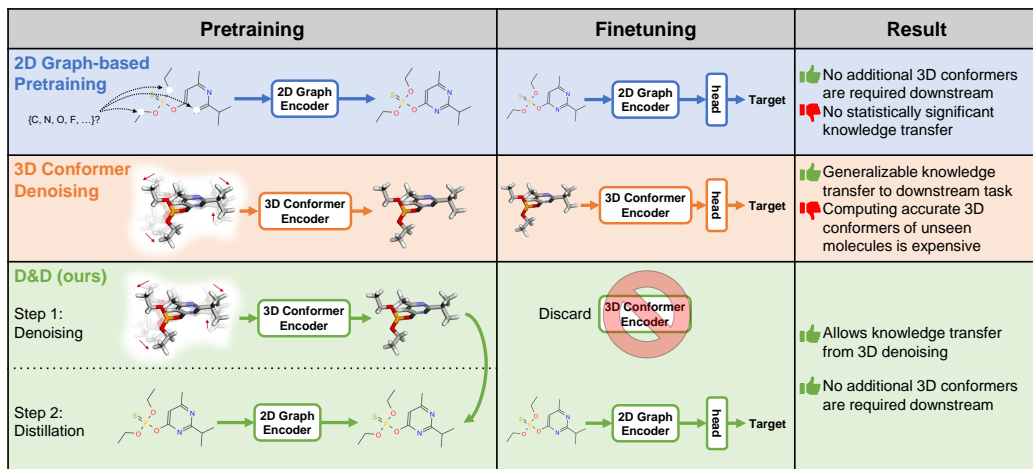 Pretraining
Finetuning
Result
2D Graph-based
Pretraining
{C, N, O, F, ...}?
S
P
O
O
O
N
N
2D Graph
Encoder
S
P
O
O
O
N
N
S
P
O
O
O
N
N
2D Graph
Encoder
head
Target
No additional 3D conformers
are required downstream
No statistically significant
knowledge transfer
3D Conformer
Denoising
3D Conformer
Encoder
3D Conformer
Encoder
head
Target
Generalizable knowledge
transfer to downstream task
Computing accurate 3D
conformers of unseen
molecules is expensive
D&D (ours)
Step 1:
Denoising
3D Conformer
Encoder
Discard
3D Conformer
Encoder
Allows knowledge transfer
from 3D denoising
No additional 3D conformers
are required downstream
Step 2:
Distillation
S
P
O
O
O
N
N
2D Graph
Encoder
S
P
O
O
O
N
N
S
P
O
O
O
N
N
2D Graph
Encoder
head
Target